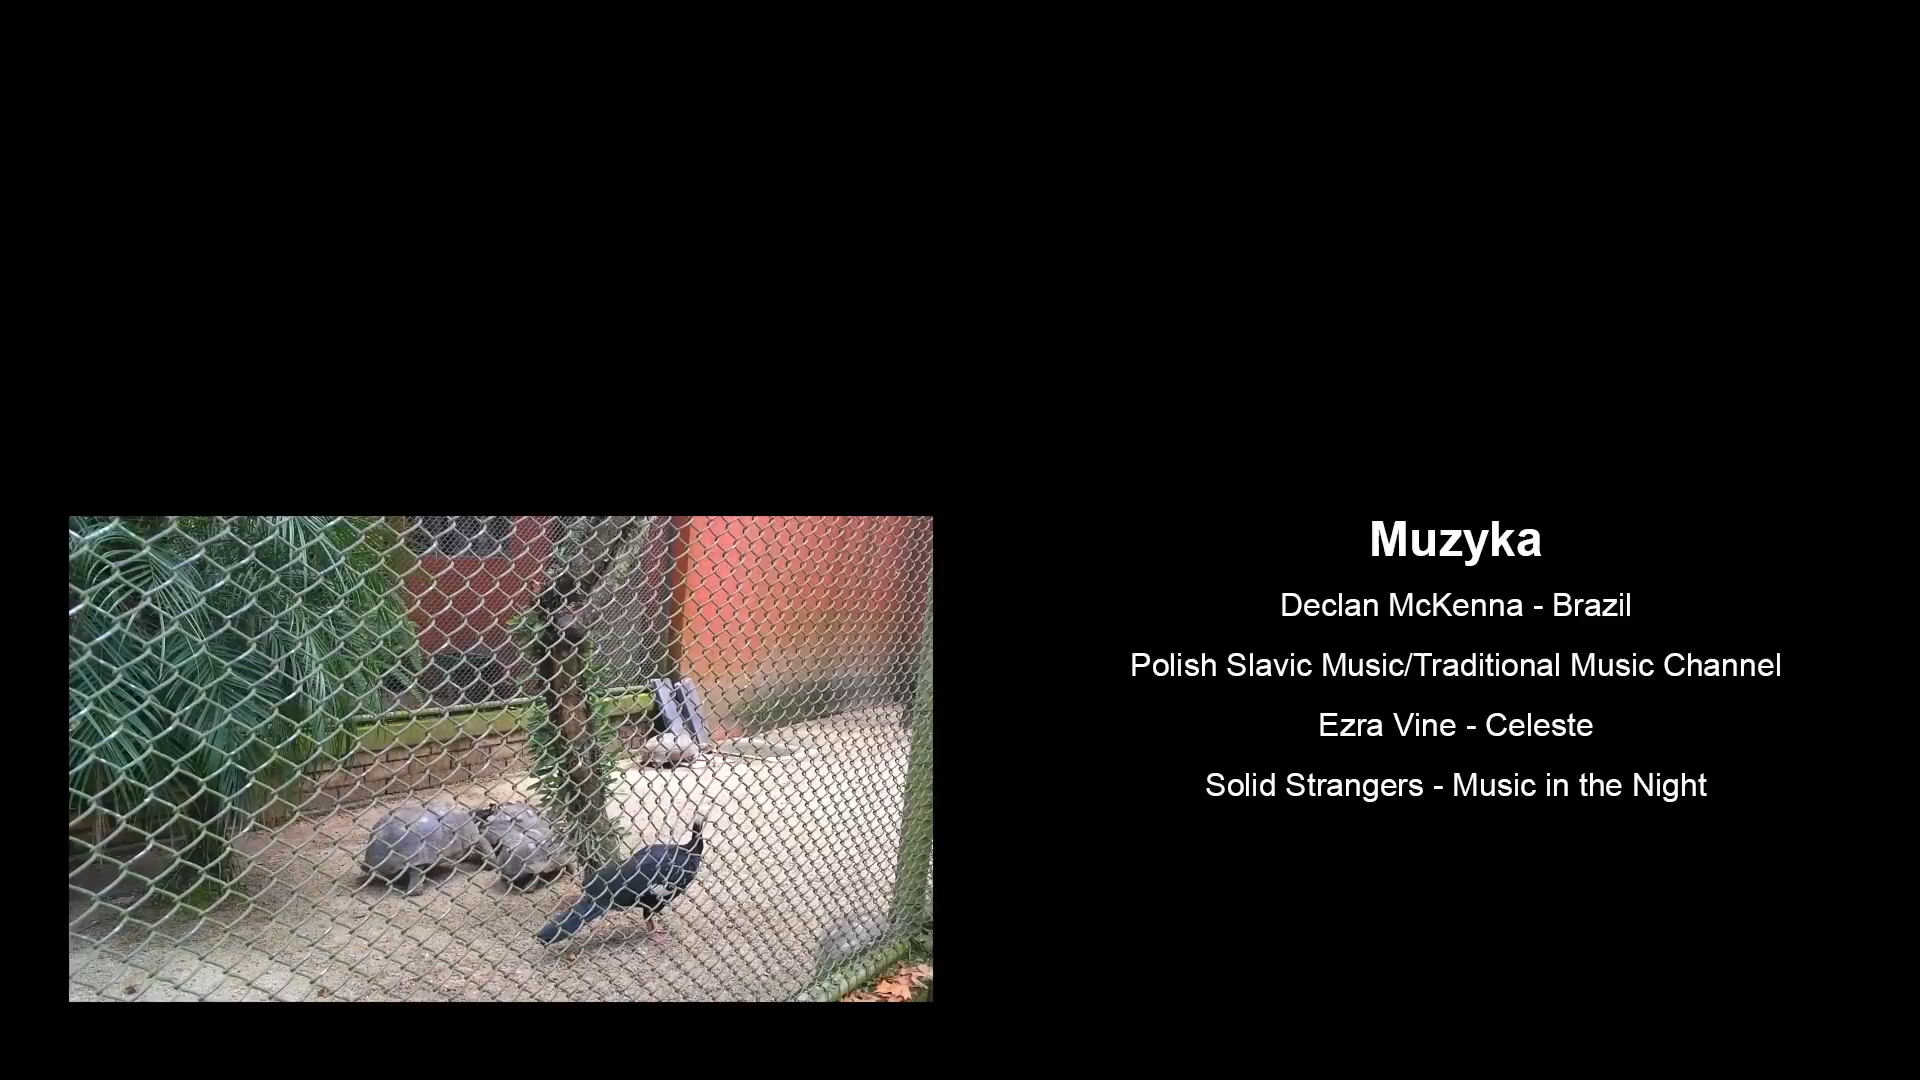 Muzyka
Declan McKenna - Brazil
Polish Slavic Music/Traditional Music Channel
Ezra Vine - Celeste
Solid Strangers - Music in the Night